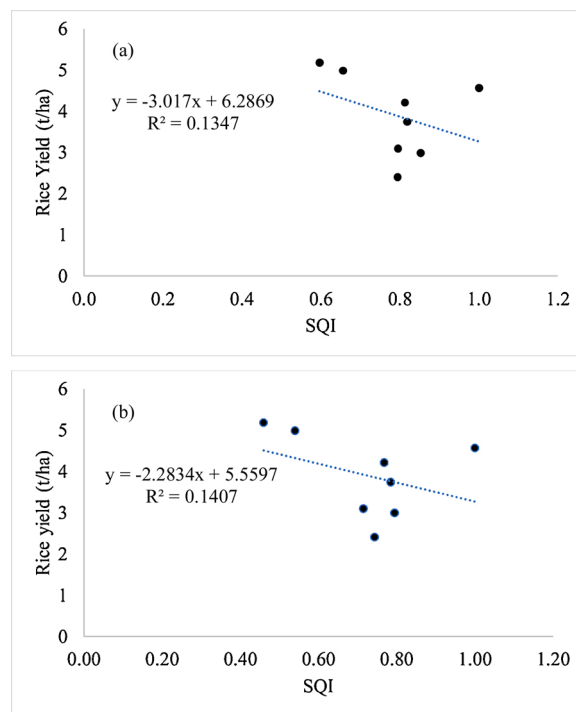 (a)
y = -3.017x + 6.2869
R² = 0.1347
Rice Yield (t/ha)
6
5
4
3
2
1
0
0.0 0.2 0.4 0.6 0.8 1.0 1.2
SQI
(b)
y = -2.2834x + 5.5597
R² = 0.1407
Rice yield (t/ha)
6
5
4
3
2
1
0
0.00 0.20 0.40 0.60 0.80 1.00 1.20
SQI